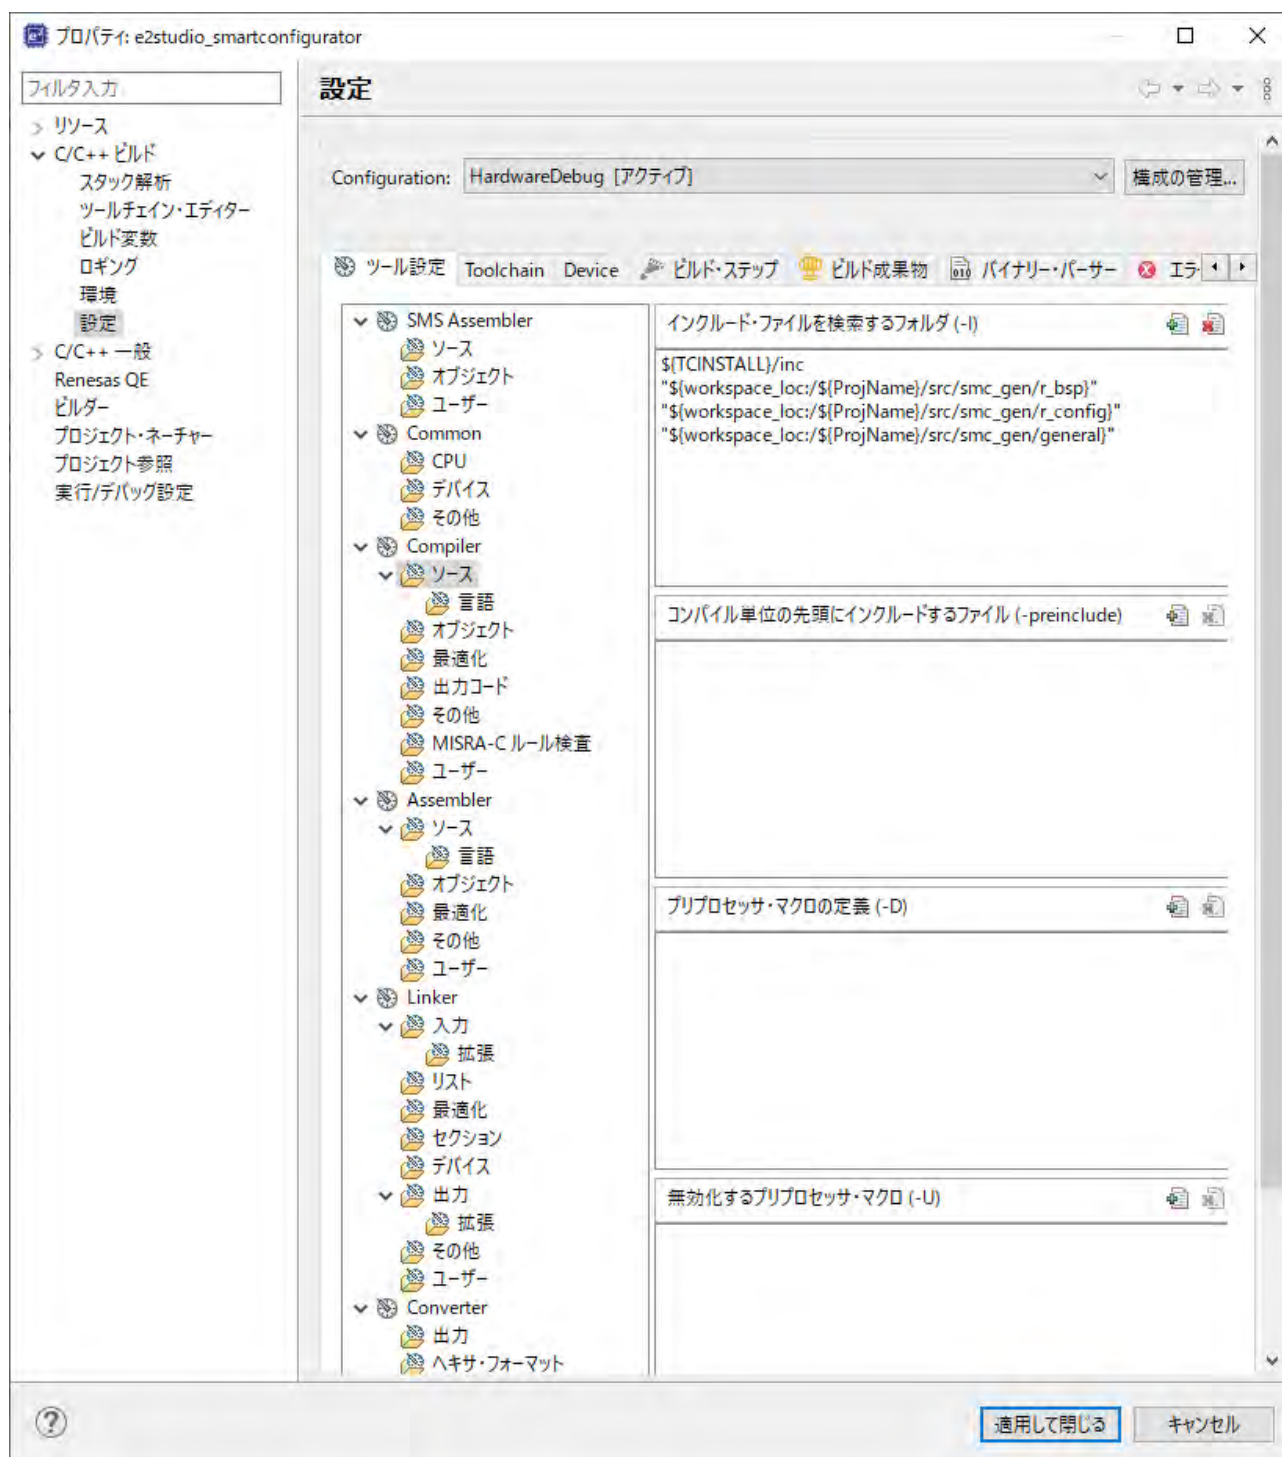 プロパティ: e2studio_smartconfigurator
フィルタ入力
リソース
C/C++ ビルド
スタック解析
ツールチェイン・エディター
ビルド変数
ロギング
環境
設定
C/C++ 一般
Renesas QE
ビルダー
プロジェクト・ネーチャー
プロジェクト参照
実行/デバッグ設定
設定
Configuration: HardwareDebug [アクティブ] 構成の管理...
ツール設定 Toolchain Device ビルド・ステップ ビルド成果物 バイナリー・パーサー エラ
SMS Assembler
ソース
オブジェクト
ユーザー
Common
CPU
デバイス
その他
Compiler
ソース
言語
オブジェクト
最適化
出力コード
その他
MISRA-C ルール検査
ユーザー
Assembler
ソース
言語
オブジェクト
最適化
その他
ユーザー
Linker
入力
拡張
リスト
最適化
セクション
デバイス
出力
拡張
その他
ユーザー
Converter
出力
ヘキサ・フォーマット
インクルード・ファイルを検索するフォルダ (-I)
${TCINSTALL}/inc
"${workspace_loc:/${ProjName}/src/smc_gen/r_bsp}"
"${workspace_loc:/${ProjName}/src/smc_gen/r_config}"
"${workspace_loc:/${ProjName}/src/smc_gen/general}"
コンパイル単位の先頭にインクルードするファイル (-preinclude)
プリプロセッサ・マクロの定義 (-D)
無効化するプリプロセッサ・マクロ (-U)
適用して閉じる キャンセル